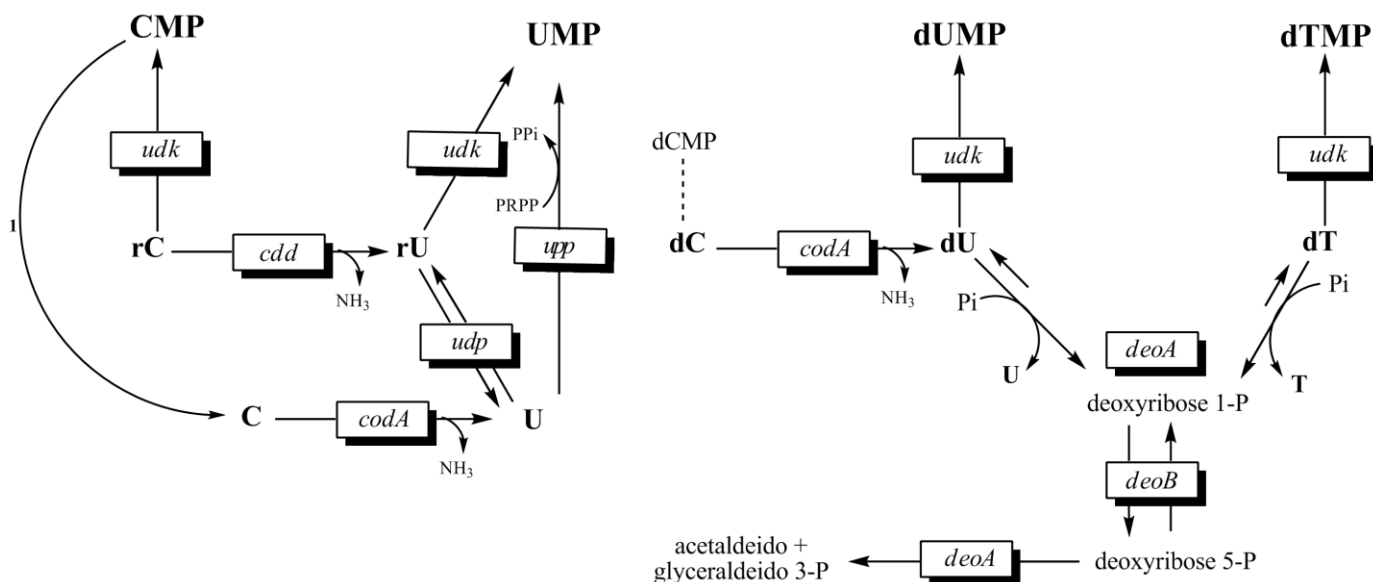 CMP
UMP
dUMP
dTMP
udk
udk
PPi
dCMP
udk
udk
PRPP
1
rC
cdd
rU
upp
dC
codA
dU
dT
NH3
NH3
Pi
Pi
udp
deoA
U
T
deoxyribose 1-P
C
codA
U
NH3
deoB
acetaldeido +
glyceraldeido 3-P
deoA
deoxyribose 5-P